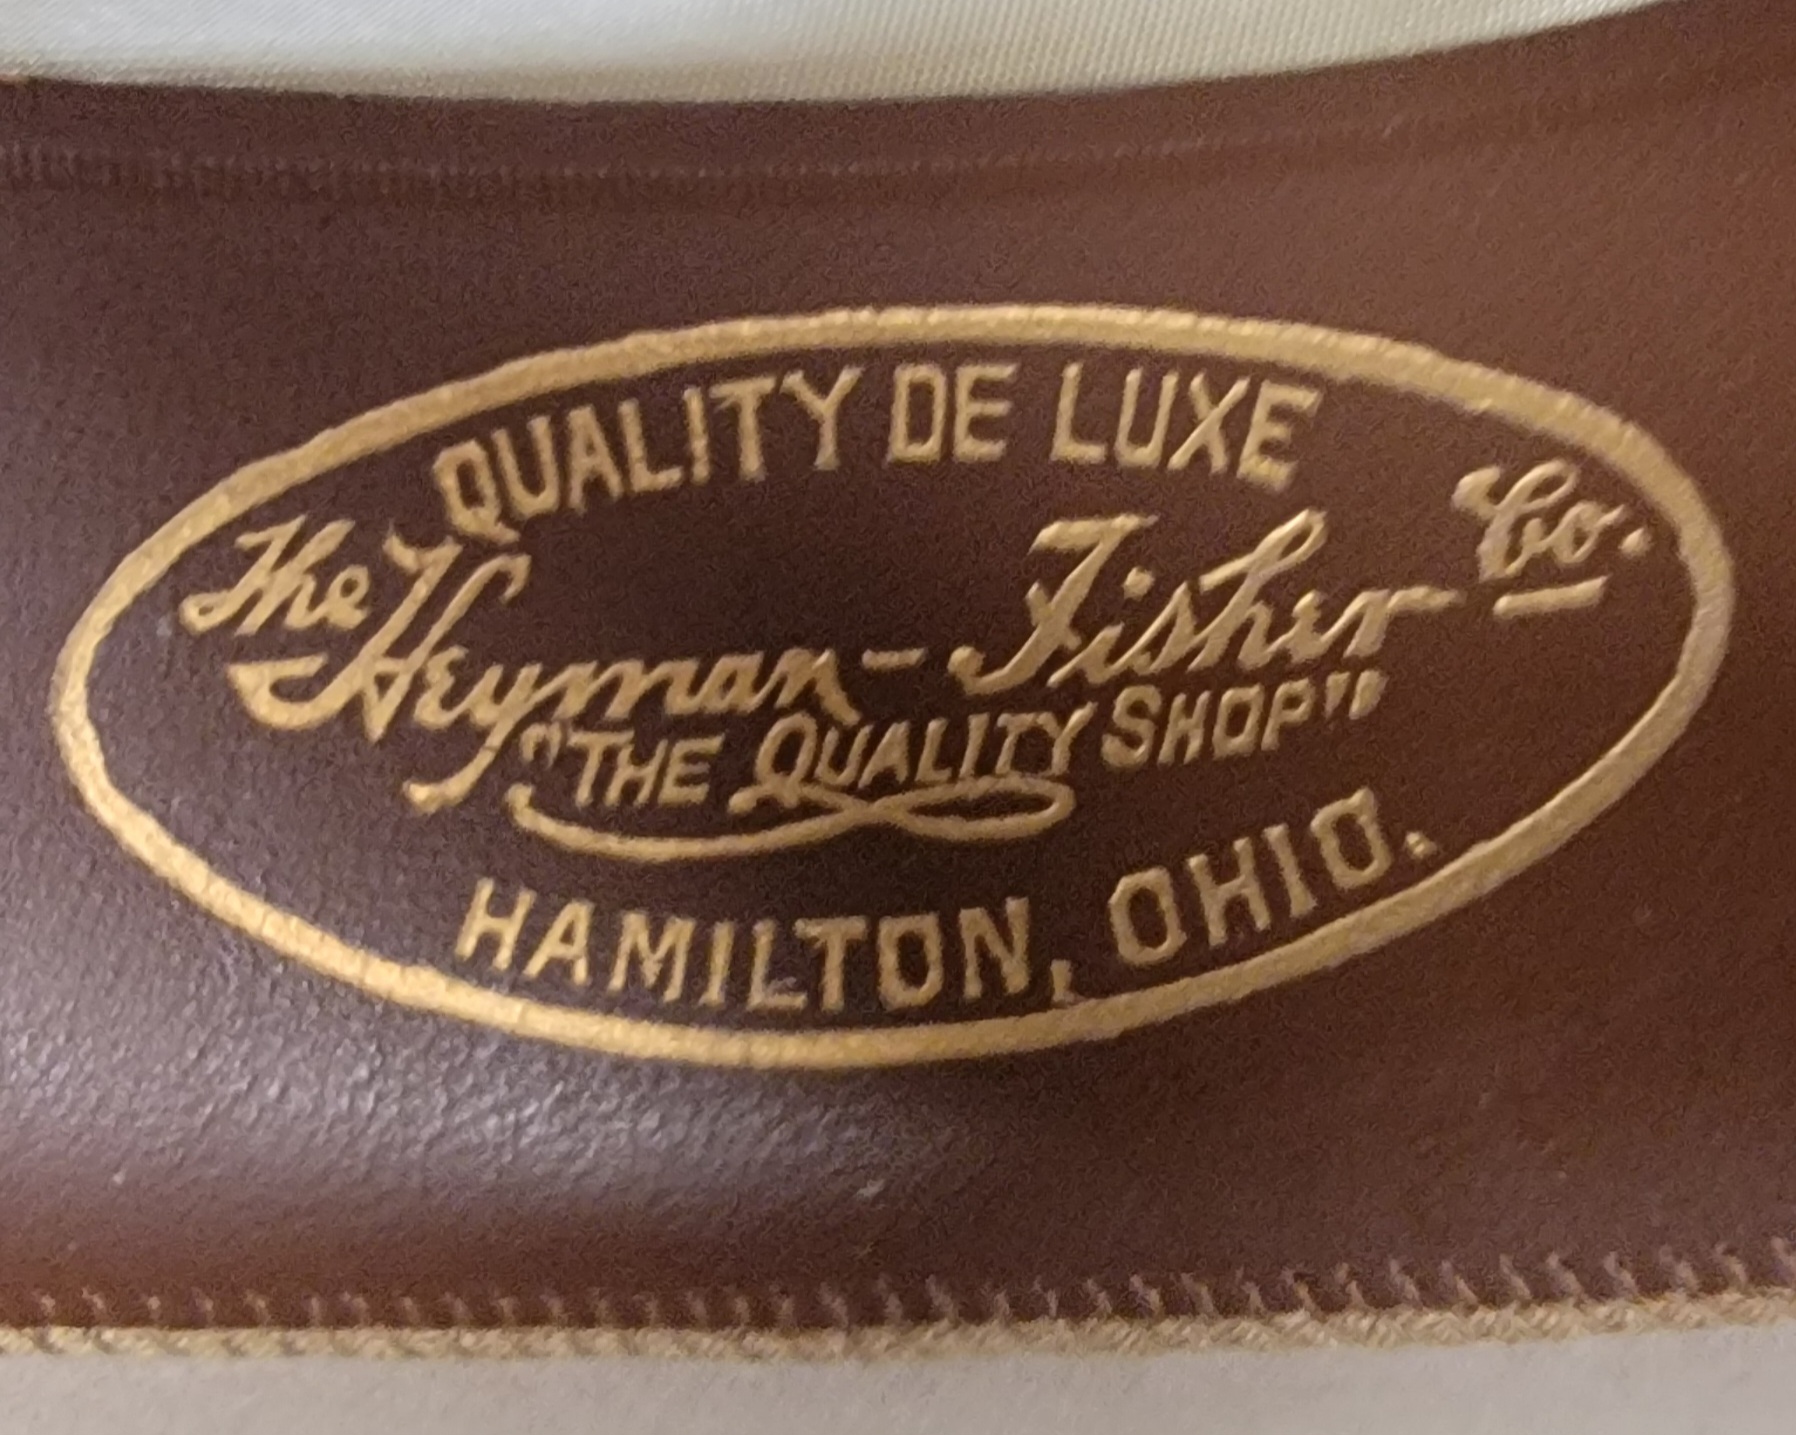 QUALITY DE LUXE
The Heyman-Fisher Co.
"THE QUALITY SHOP"
HAMILTON, OHIO.